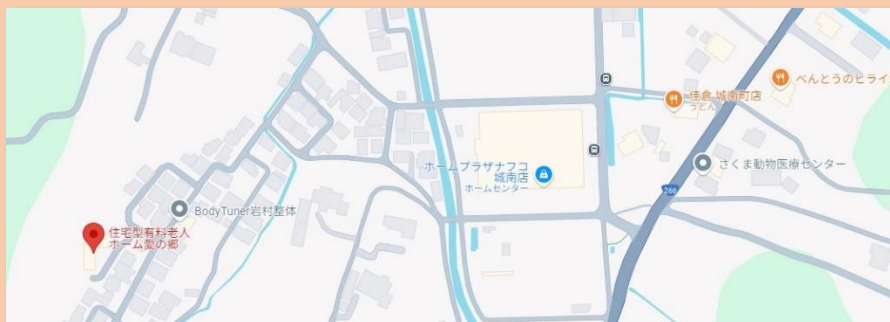 べんとうのヒライ
佳倉 城南町店
うどん
ホームプラザナフコ
城南店
ホームセンター
さくま動物医療センター
266
BodyTuner岩村整体
住宅型有料老人
ホーム愛の郷